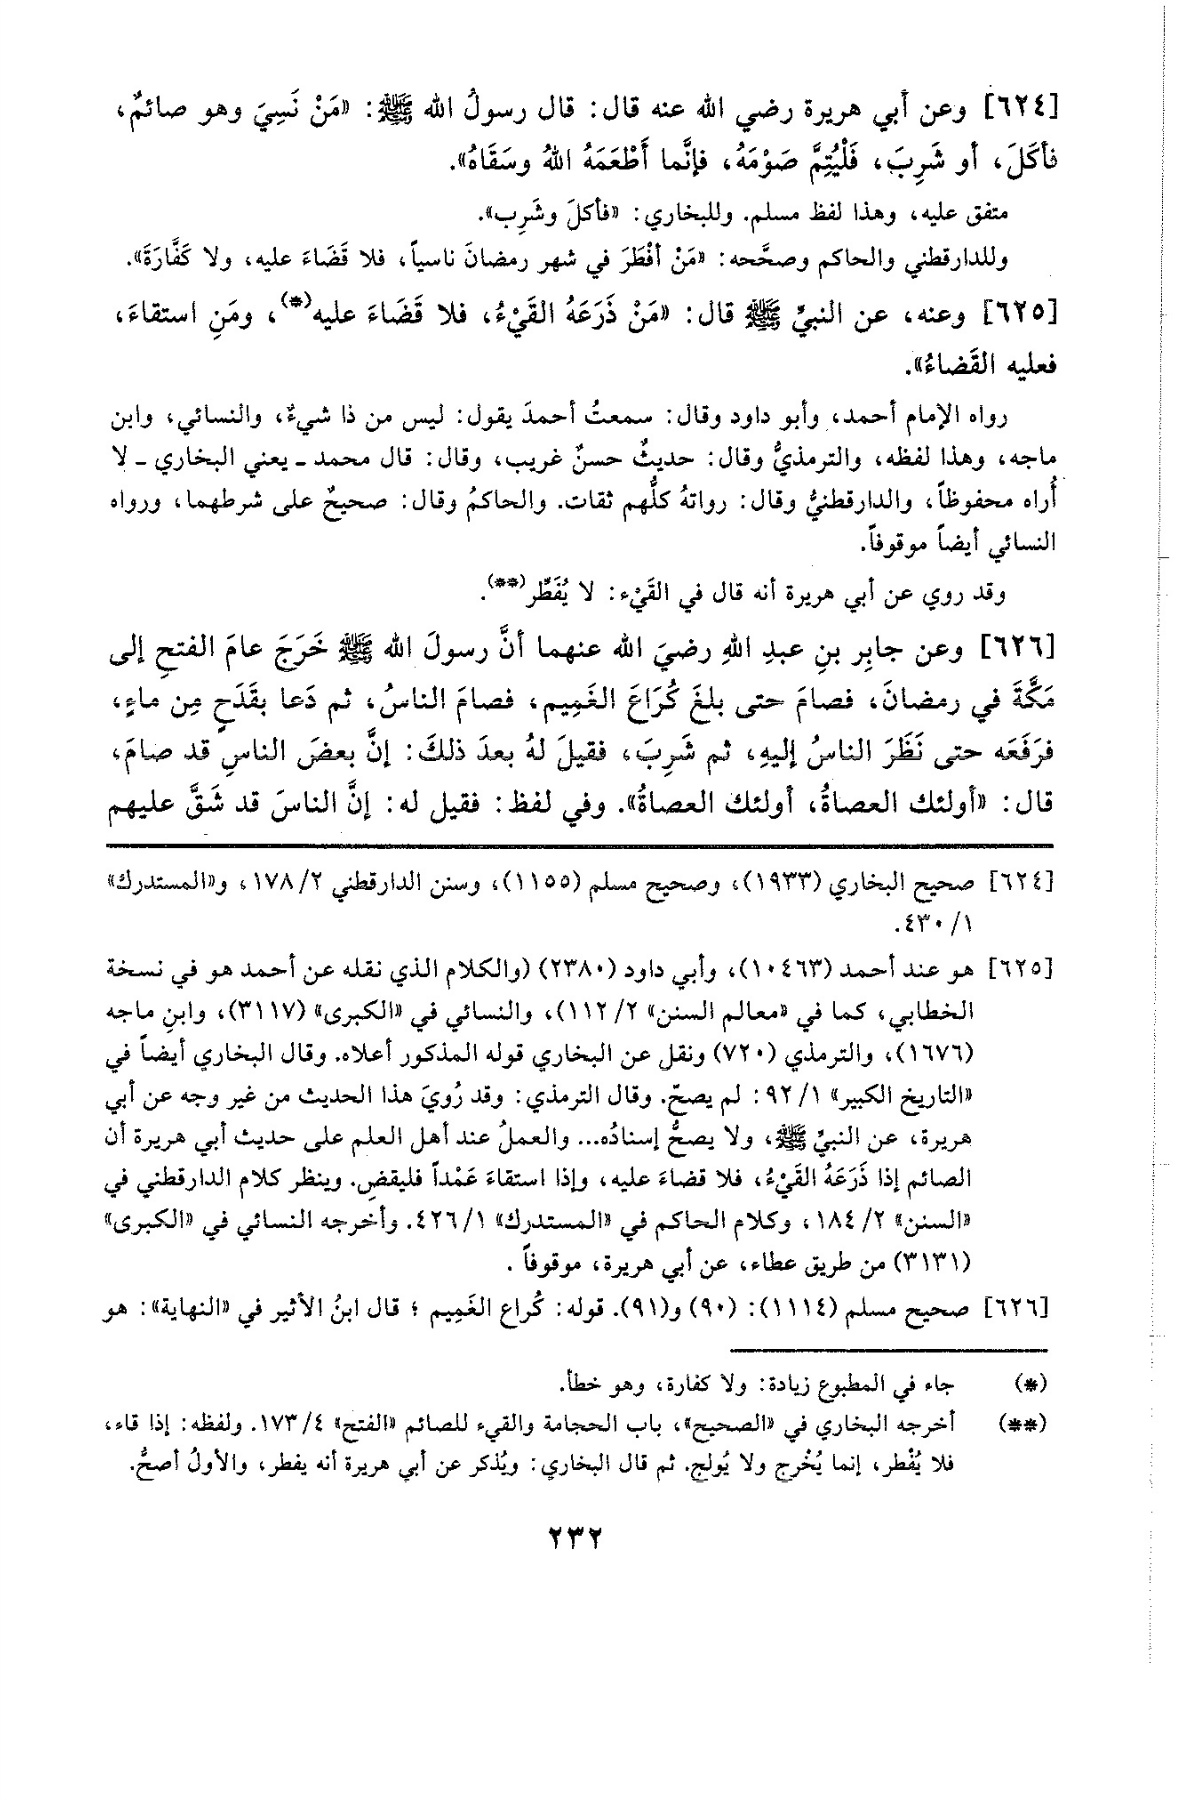 [٦٢٤] وعن أبي هريرة رضي الله عنه قال: قال رسولُ الله ﷺ: «مَنْ نَسِيَ وهو صائمٌ،
فأكَلَ، أو شَرِبَ، فَلْيُتِمَّ صَوْمَهُ، فإنَّما أَطْعَمَهُ اللهُ وسَقَاهُ».
متفق عليه، وهذا لفظ مسلم. وللبخاري: «فأكلَ وشَرِب».
وللدارقطني والحاكم وصحَّحه: «مَنْ أفْطَرَ في شهر رمضانَ ناسياً، فلا قَضَاءَ عليه، ولا كَفَّارَةَ».
[٦٢٥] وعنه، عن النبيِّ ﷺ قال: «مَنْ ذَرَعَهُ القَيْءُ، فلا قَضَاءَ عليه(*)، ومَنِ استقاءَ،
فعليه القَضاءُ».
رواه الإمام أحمد، وأبو داود وقال: سمعتُ أحمدَ يقول: ليس من ذا شيءٌ، والنسائي، وابن
ماجه، وهذا لفظه، والترمذيُّ وقال: حديثٌ حسنٌ غريب، وقال: قال محمد ـ يعني البخاري ـ لا
أُراه محفوظاً، والدارقطنيُّ وقال: رواتهُ كلُّهم ثقات. والحاكمُ وقال: صحيحٌ على شرطهما، ورواه
النسائي أيضاً موقوفاً.
وقد روي عن أبي هريرة أنه قال في القَيْء: لا يُفَطِّر(**).
[٦٢٦] وعن جابِر بنِ عبدِ اللهِ رضيَ الله عنهما أنَّ رسولَ الله ﷺ خَرَجَ عامَ الفتحِ إلى
مَكَّةَ في رمضانَ، فصامَ حتى بلغَ كُرَاعَ الغَمِيم، فصامَ الناسُ، ثم دَعا بقَدَحٍ مِن ماءٍ،
فرَفَعَه حتى نَظَرَ الناسُ إليهِ، ثم شَرِبَ، فقيلَ لهُ بعدَ ذلكَ: إنَّ بعضَ الناسِ قد صامَ،
قال: «أولئك العصاةُ، أولئك العصاةُ». وفي لفظ: فقيل له: إنَّ الناسَ قد شَقَّ عليهم
[٦٢٤] صحيح البخاري (١٩٣٣)، وصحيح مسلم (١١٥٥)، وسنن الدارقطني ٢/ ١٧٨، و«المستدرك»
١/ ٤٣٠.
[٦٢٥] هو عند أحمد (١٠٤٦٣)، وأبي داود (٢٣٨٠) (والكلام الذي نقله عن أحمد هو في نسخة
الخطابي، كما في «معالم السنن» ٢/ ١١٢)، والنسائي في «الكبرى» (٣١١٧)، وابنِ ماجه
(١٦٧٦)، والترمذي (٧٢٠) ونقل عن البخاري قوله المذكور أعلاه. وقال البخاري أيضاً في
«التاريخ الكبير» ١/ ٩٢: لم يصحّ. وقال الترمذي: وقد رُويَ هذا الحديث من غير وجه عن أبي
هريرة، عن النبيِّ ﷺ، ولا يصحُّ إسنادُه... والعملُ عند أهل العلم على حديث أبي هريرة أن
الصائم إذا ذَرَعَهُ القَيْءُ، فلا قضاءَ عليه، وإذا استقاءَ عَمْداً فليقضِ. وينظر كلام الدارقطني في
«السنن» ٢/ ١٨٤، وكلام الحاكم في «المستدرك» ١/ ٤٢٦. وأخرجه النسائي في «الكبرى»
(٣١٣١) من طريق عطاء، عن أبي هريرة، موقوفاً .
[٦٢٦] صحيح مسلم (١١١٤): (٩٠) و(٩١). قوله: كُراع الغَمِيم ؛ قال ابنُ الأثير في «النهاية»: هو
(*) جاء في المطبوع زيادة: ولا كفارة، وهو خطأ.
(**) أخرجه البخاري في «الصحيح»، باب الحجامة والقيء للصائم «الفتح» ٤/ ١٧٣. ولفظه: إذا قاء،
فلا يُفْطر، إنما يُخْرج ولا يُولج. ثم قال البخاري: ويُذكر عن أبي هريرة أنه يفطر، والأولُ أصحُّ.
٢٣٢